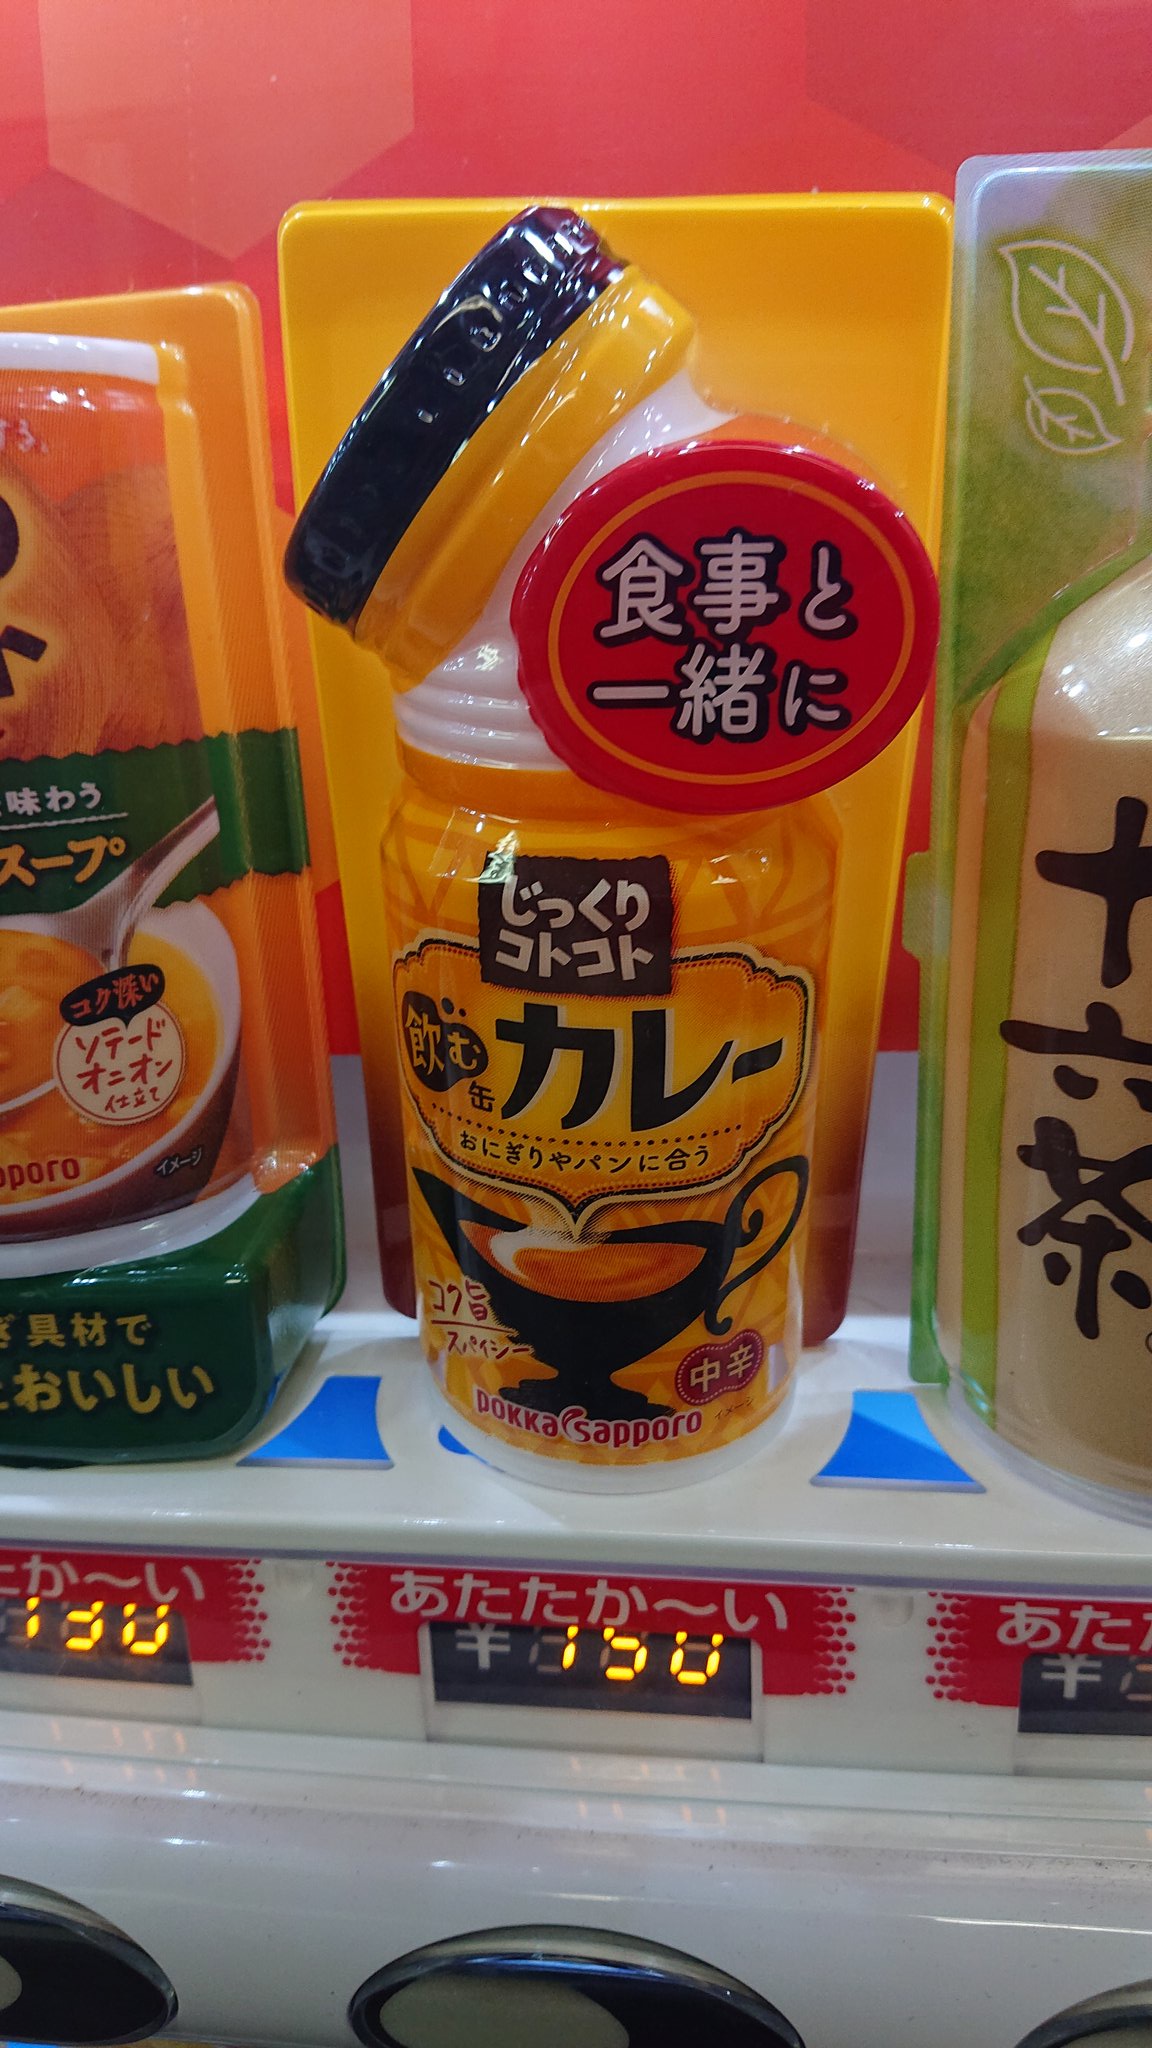 食事と
一緒に
じっくり
コトコト
飲む
缶
カレー
おにぎりやパンに合う
コク旨
スパイシー
中辛
イメージ
pokka sapporo
味わう
スープ
コク深い
ソテード
オニオン
仕立て
イメージ
具材で
おいしい
十六茶
たか〜い
130
あたたか〜い
¥150
あた
¥